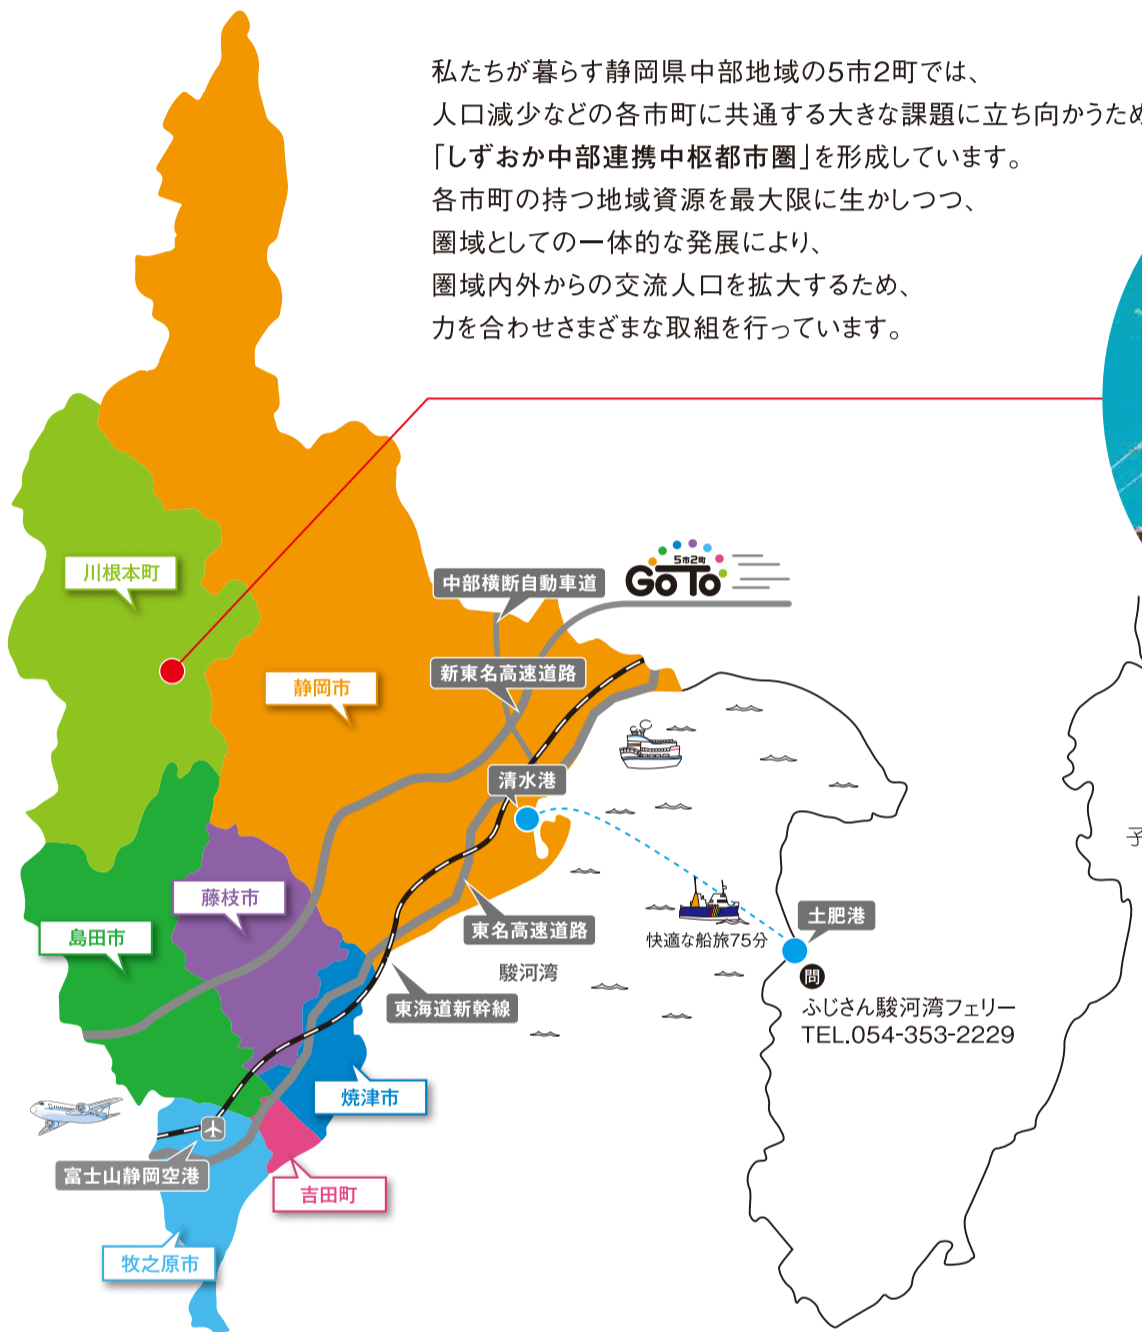 私たちが暮らす静岡県中部地域の5市2町では、
人口減少などの各市町に共通する大きな課題に立ち向かうため
「しずおか中部連携中枢都市圏」を形成しています。
各市町の持つ地域資源を最大限に生かしつつ、
圏域としての一体的な発展により、
圏域内外からの交流人口を拡大するため、
力を合わせさまざまな取組を行っています。
5市2町
GoTo
川根本町
中部横断自動車道
新東名高速道路
静岡市
清水港
子
藤枝市
島田市
東名高速道路
土肥港
快適な船旅75分
駿河湾
問
東海道新幹線
ふじさん駿河湾フェリー
TEL.054-353-2229
焼津市
富士山静岡空港
吉田町
牧之原市